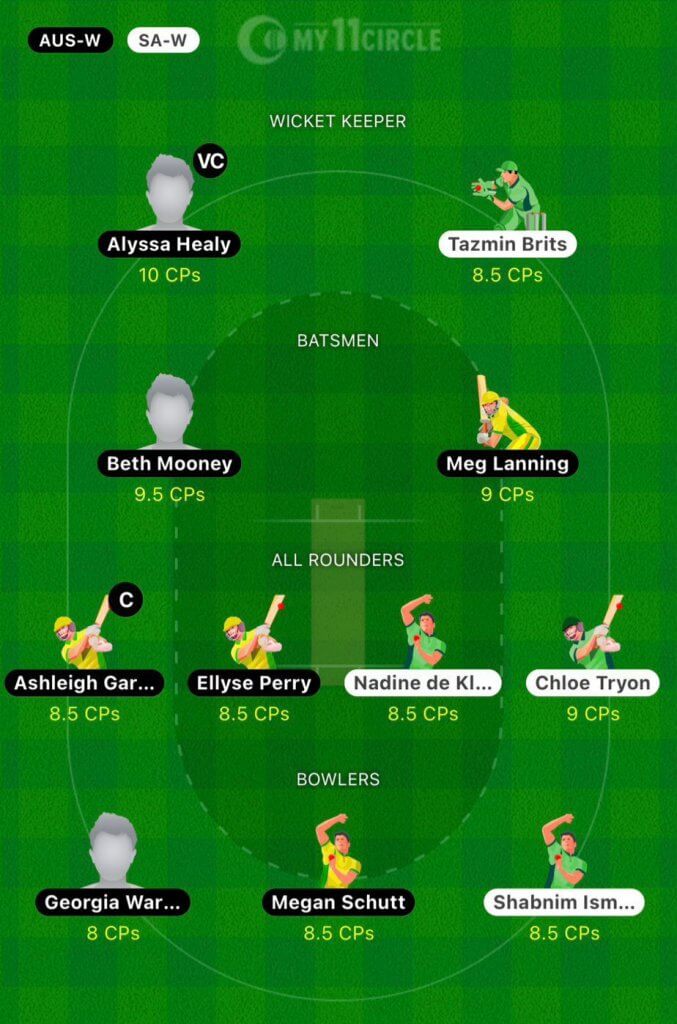 AUS-W SA-W MY11CIRCLE
WICKET KEEPER
VC
Alyssa Healy Tazmin Brits
10 CPs 8.5 CPs
BATSMEN
Beth Mooney Meg Lanning
9.5 CPs 9 CPs
ALL ROUNDERS
C
Ashleigh Gar... Ellyse Perry Nadine de Kl... Chloe Tryon
8.5 CPs 8.5 CPs 8.5 CPs 9 CPs
BOWLERS
Georgia War... Megan Schutt Shabnim Ism...
8 CPs 8.5 CPs 8.5 CPs